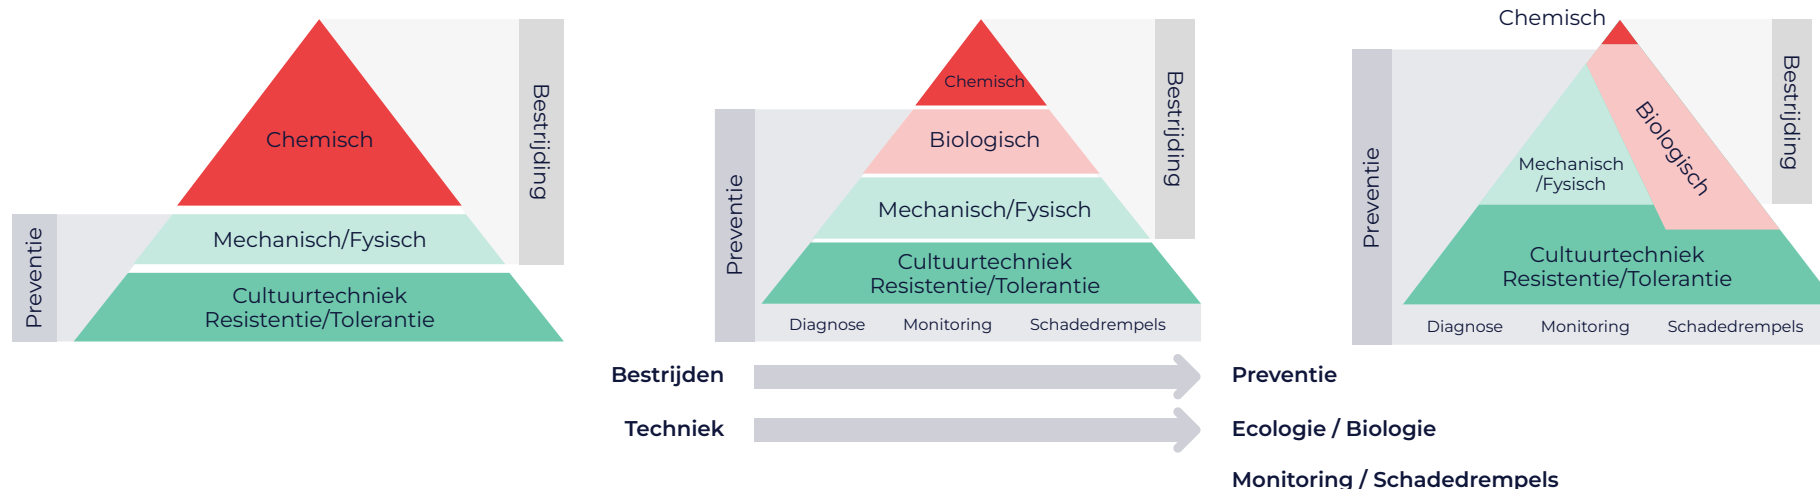 Chemisch
Bestrijding
Preventie
Mechanisch/Fysisch
Cultuurtechniek
Resistentie/Tolerantie
Chemisch
Bestrijding
Preventie
Biologisch
Mechanisch/Fysisch
Cultuurtechniek
Resistentie/Tolerantie
Diagnose
Monitoring
Schadedrempels
Chemisch
Bestrijding
Preventie
Biologisch
Mechanisch
/Fysisch
Cultuurtechniek
Resistentie/Tolerantie
Diagnose
Monitoring
Schadedrempels
Bestrijden
Preventie
Techniek
Ecologie / Biologie
Monitoring / Schadedrempels